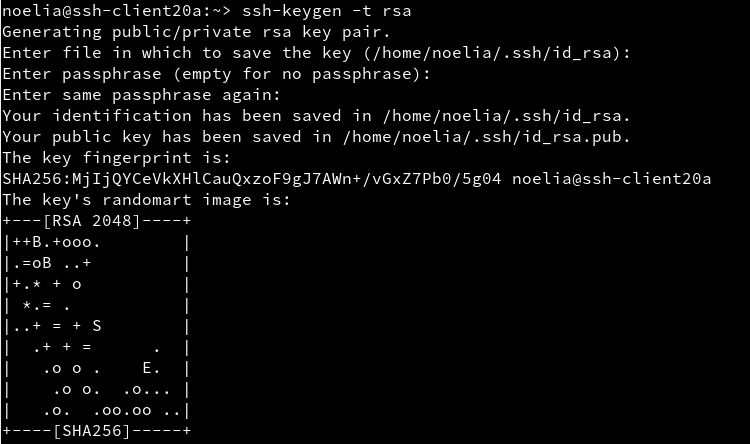 noelia@ssh-client20a:~> ssh-keygen -t rsa
Generating public/private rsa key pair.
Enter file in which to save the key (/home/noelia/.ssh/id_rsa):
Enter passphrase (empty for no passphrase):
Enter same passphrase again:
Your identification has been saved in /home/noelia/.ssh/id_rsa.
Your public key has been saved in /home/noelia/.ssh/id_rsa.pub.
The key fingerprint is:
SHA256:MjIjQYCeVkXHlCauQxzoF9gJ7AWn+/vGxZ7Pb0/5g04 noelia@ssh-client20a
The key's randomart image is:
+---[RSA 2048]----+
|++B.+ooo.        |
|.=oB ..+         |
|+.* + o          |
| *.= .           |
|..+ = + S        |
|  .+ + =      .  |
|   .o o .    E.  |
|    .o o.  .o... |
|   .o.  .oo.oo ..|
+----[SHA256]-----+